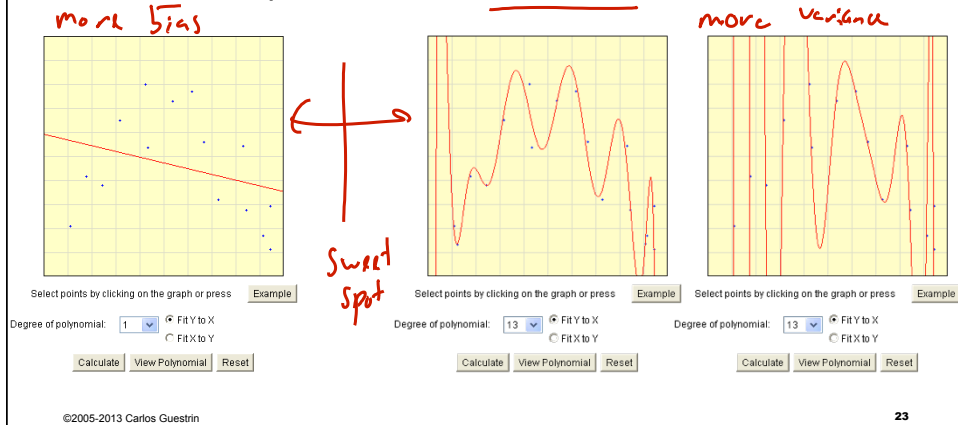 more bias
more variance
sweet
spot
Select points by clicking on the graph or press Example
Degree of polynomial: 1 Fit Y to X
Fit X to Y
Calculate View Polynomial Reset
Select points by clicking on the graph or press Example
Degree of polynomial: 13 Fit Y to X
Fit X to Y
Calculate View Polynomial Reset
Select points by clicking on the graph or press Example
Degree of polynomial: 13 Fit Y to X
Fit X to Y
Calculate View Polynomial Reset
©2005-2013 Carlos Guestrin
23